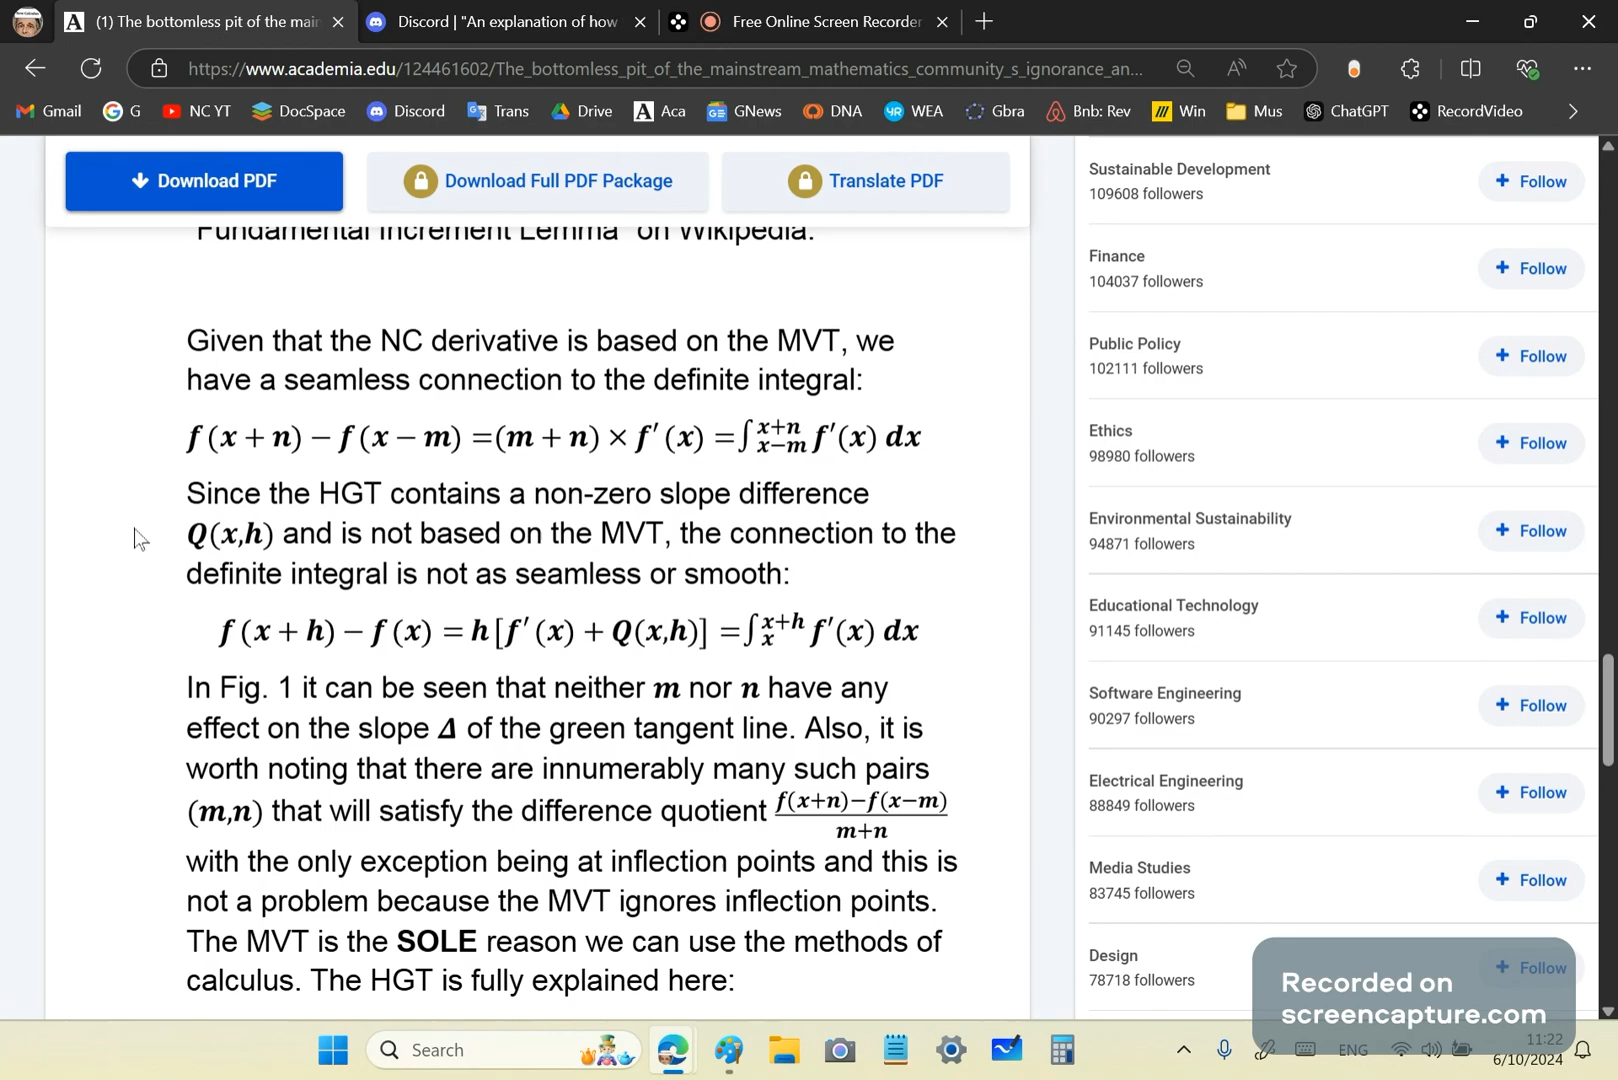 (1) The bottomless pit of the mai
Discord | "An explanation of how
Free Online Screen Recorder
https://www.academia.edu/124461602/The_bottomless_pit_of_the_mainstream_mathematics_community_s_ignorance_an...
Gmail
G
NC YT
DocSpace
Discord
Trans
Drive
Aca
GNews
DNA
WEA
Gbra
Bnb: Rev
Win
Mus
ChatGPT
RecordVideo
Download PDF
Download Full PDF Package
Translate PDF
"Fundamental Increment Lemma" on Wikipedia.
Given that the NC derivative is based on the MVT, we
have a seamless connection to the definite integral:
f(x + n) − f(x − m) =(m + n) × f′(x) =∫_{x−m}^{x+n} f′(x) dx
Since the HGT contains a non-zero slope difference
Q(x,h) and is not based on the MVT, the connection to the
definite integral is not as seamless or smooth:
f(x + h) − f(x) = h[f′(x) + Q(x,h)] =∫_{x}^{x+h} f′(x) dx
In Fig. 1 it can be seen that neither m nor n have any
effect on the slope Δ of the green tangent line. Also, it is
worth noting that there are innumerably many such pairs
(m,n) that will satisfy the difference quotient f(x+n)−f(x−m)
m+n
with the only exception being at inflection points and this is
not a problem because the MVT ignores inflection points.
The MVT is the SOLE reason we can use the methods of
calculus. The HGT is fully explained here:
Sustainable Development
109608 followers
+ Follow
Finance
104037 followers
+ Follow
Public Policy
102111 followers
+ Follow
Ethics
98980 followers
+ Follow
Environmental Sustainability
94871 followers
+ Follow
Educational Technology
91145 followers
+ Follow
Software Engineering
90297 followers
+ Follow
Electrical Engineering
88849 followers
+ Follow
Media Studies
83745 followers
+ Follow
Design
78718 followers
+ Follow
Recorded on
screencapture.com
Search
ENG
11:22
6/10/2024